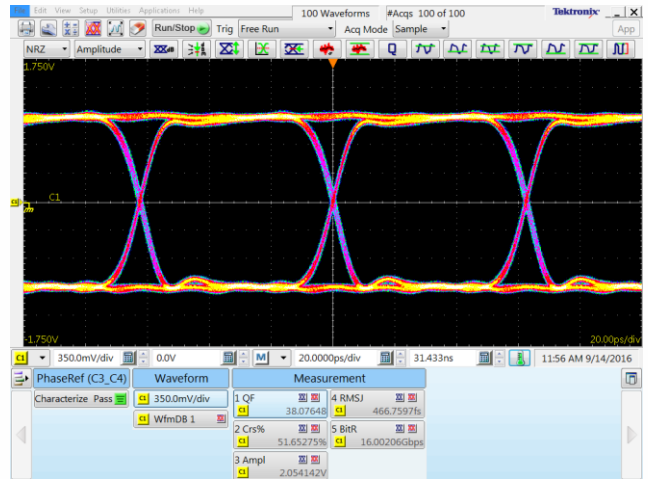 File Edit View Setup Utilities Applications Help 100 Waveforms #Acqs 100 of 100 Tektronix
Run/Stop Trig Free Run Acq Mode Sample App
NRZ Amplitude Q
1.750V
C1 C1
-1.750V 20.00ps/div
C1 350.0mV/div 0.0V M 20.0000ps/div 31.433ns 11:56 AM 9/14/2016
PhaseRef (C3_C4) Waveform Measurement
Characterize Pass C1 350.0mV/div 1 QF 4 RMSJ
C1 38.07648 C1 466.7597fs
C1 WfmDB 1 2 Crs% 5 BitR
C1 51.65275% C1 16.00206Gbps
3 Ampl
C1 2.054142V